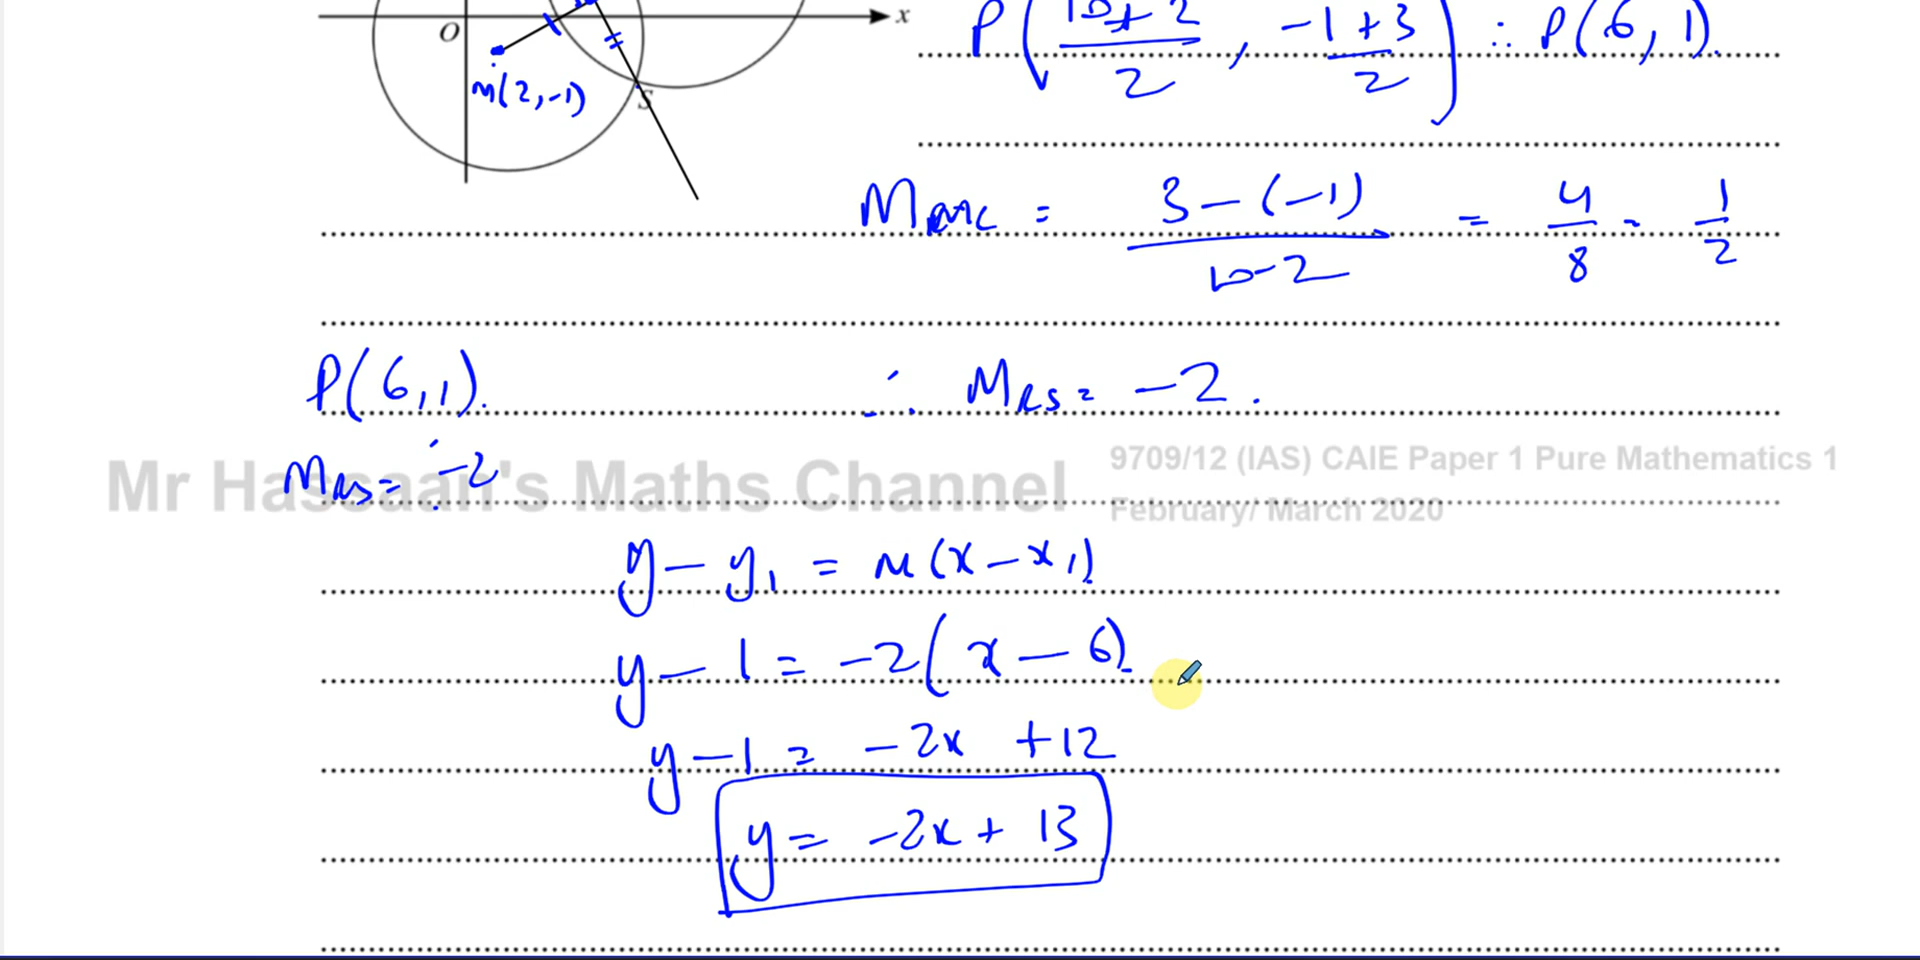 x
O
M(2,-1)
S
P(10+2/2, -1+3/2) ∴ P(6,1).
M_MC = 3-(-1)/10-2 = 4/8 = 1/2
P(6,1). ∴ M_RS = -2.
M_RS = -2
Mr Hassaan's Maths Channel
9709/12 (IAS) CAIE Paper 1 Pure Mathematics 1
February/ March 2020
y - y₁ = m(x - x₁)
y - 1 = -2(x - 6)
y - 1 = -2x + 12
y = -2x + 13